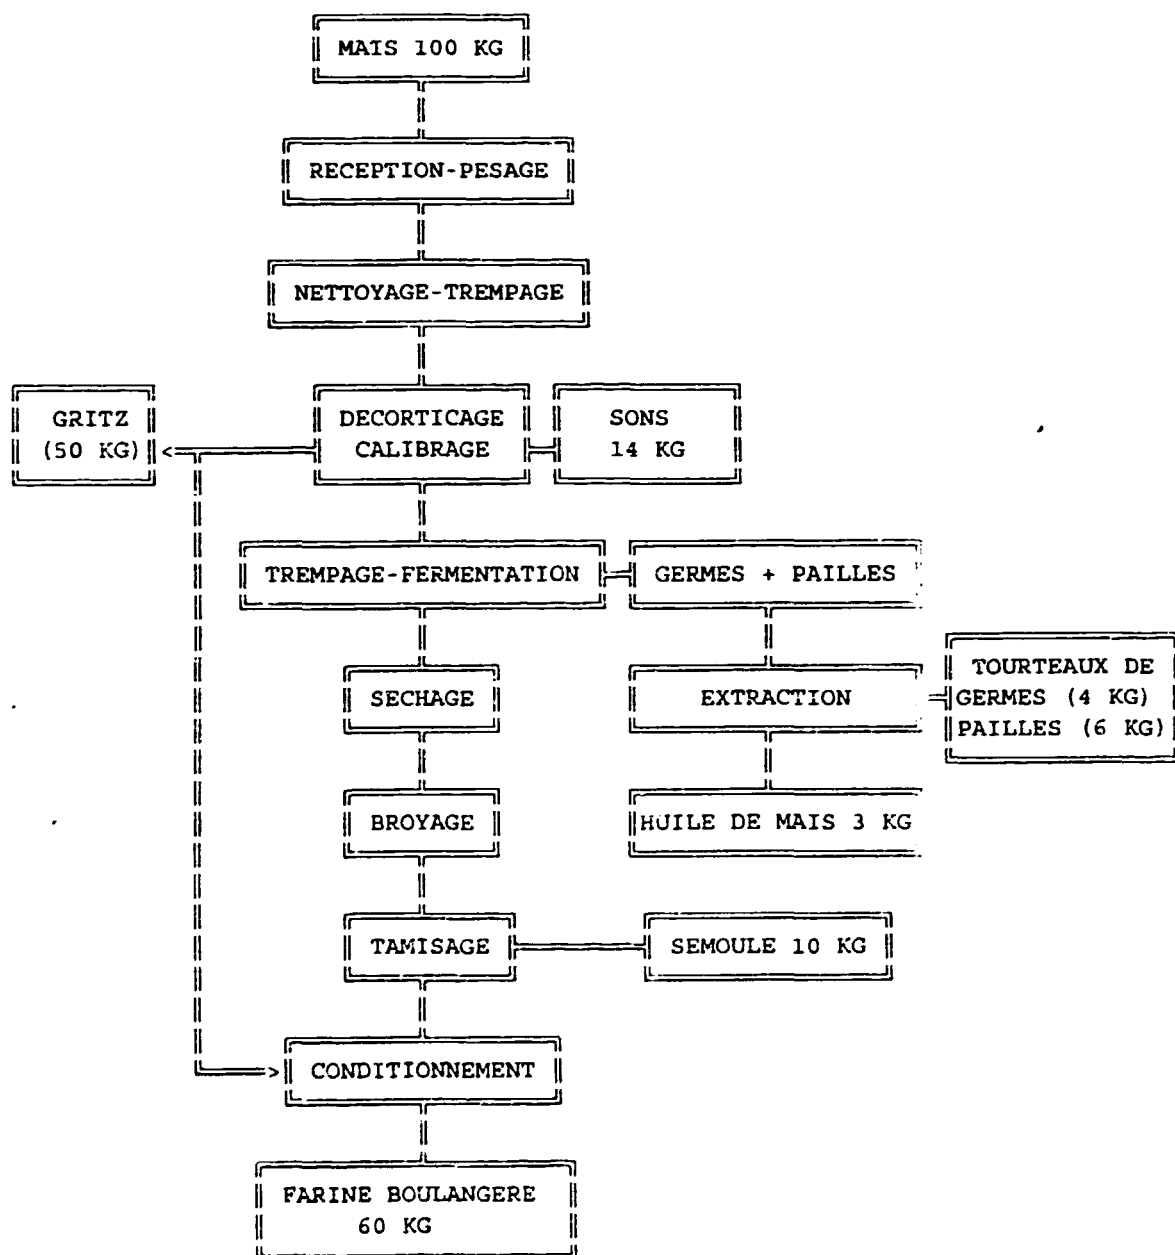 MAIS 100 KG
RECEPTION-PESAGE
NETTOYAGE-TREMPAGE
GRITZ
(50 KG)
DECORTICAGE
CALIBRAGE
SONS
14 KG
TREMPAGE-FERMENTATION
GERMES + PAILLES
SECHAGE
EXTRACTION
TOURTEAUX DE
GERMES (4 KG)
PAILLES (6 KG)
BROYAGE
HUILE DE MAIS 3 KG
TAMISAGE
SEMOULE 10 KG
CONDITIONNEMENT
FARINE BOULANGERE
60 KG